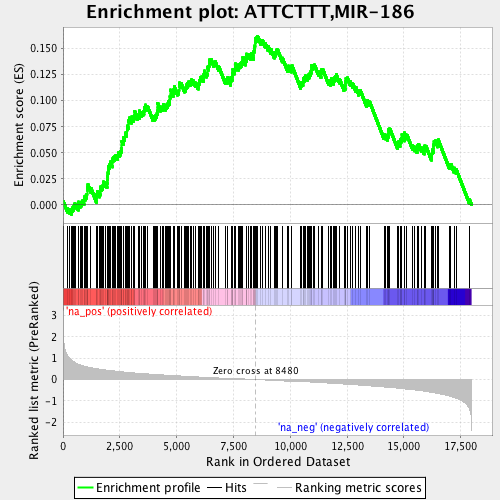 Enrichment plot: ATTCTTT,MIR-186
Enrichment score (ES)
0.150
0.125
0.100
0.075
0.050
0.025
0.000
'na_pos' (positively correlated)
Ranked list metric (PreRanked)
3
2
1
0
-1
-2
Zero cross at 8480
'na_neg' (negatively correlated)
0
2,500
5,000
7,500
10,000
12,500
15,000
17,500
Rank in Ordered Dataset
Enrichment profile
Hits
Ranking metric scores